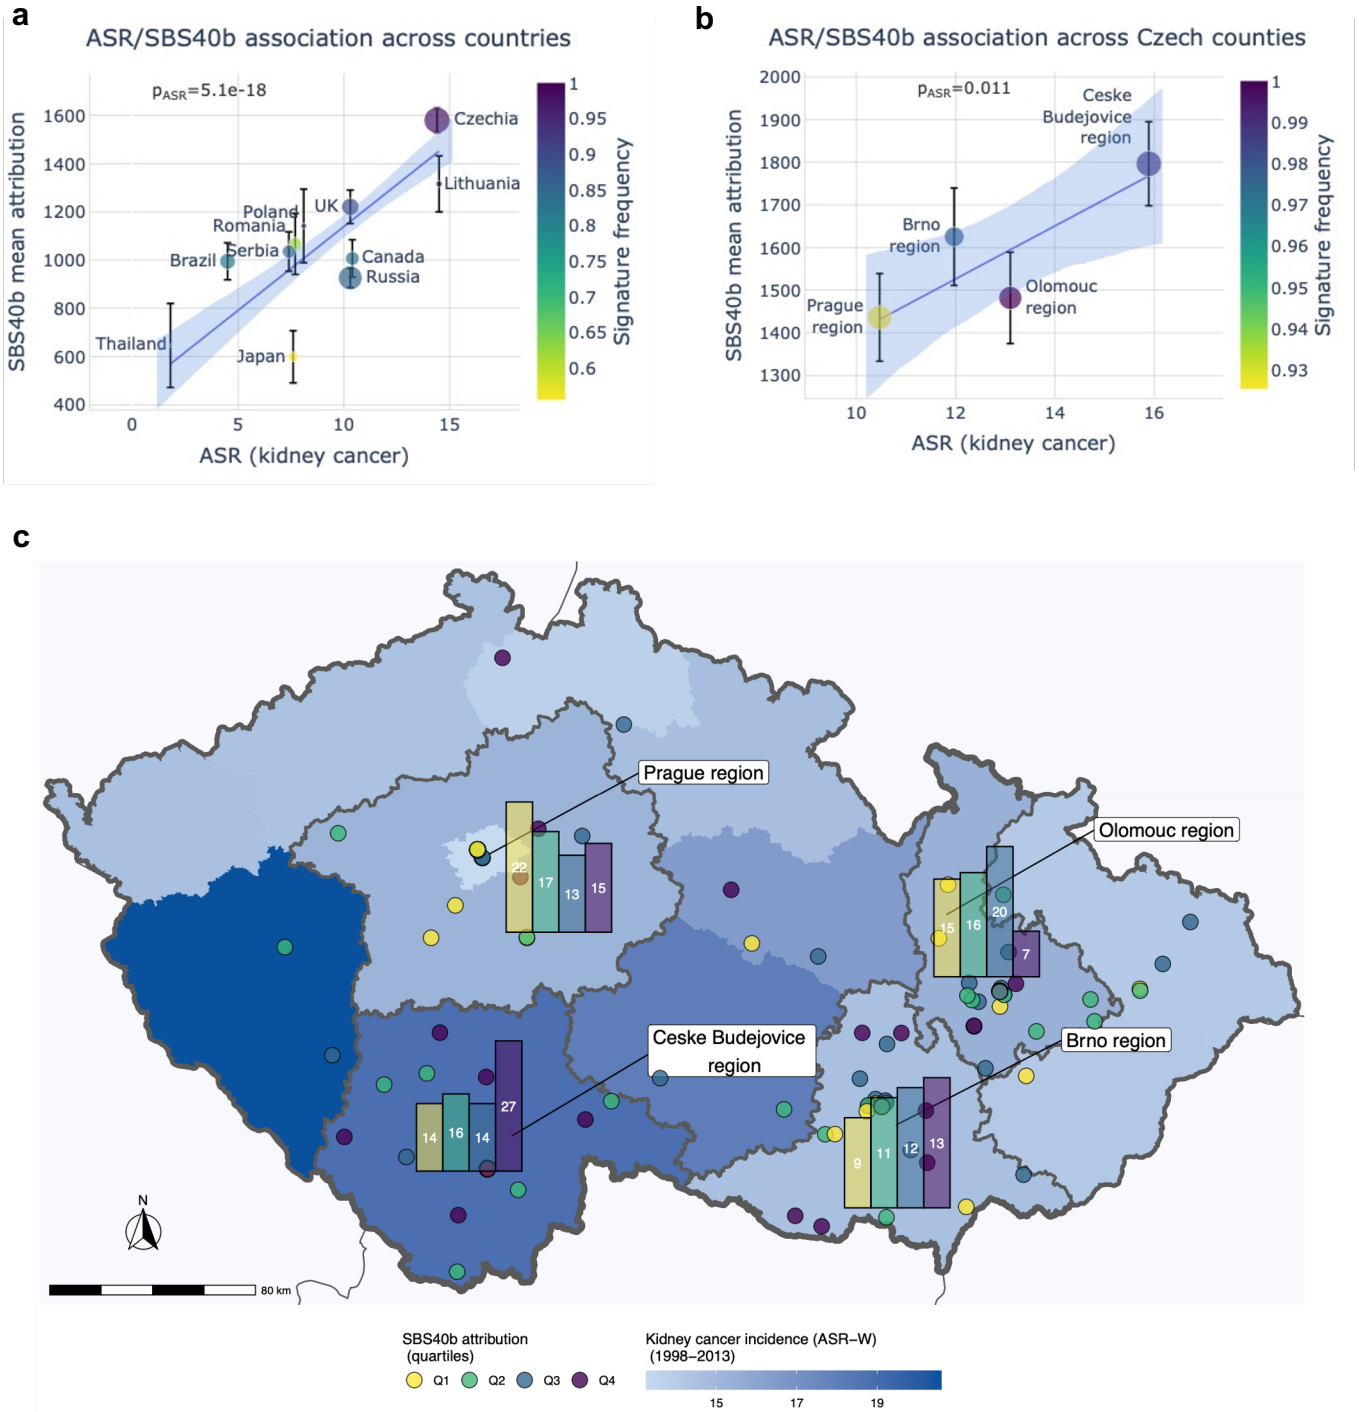 a
ASR/SBS40b association across countries
pASR=5.1e-18
1600
1400
1200
1000
800
600
400
0
5
10
15
SBS40b mean attribution
ASR (kidney cancer)
Czechia
Lithuania
UK
Poland
Romania
Serbia
Brazil
Canada
Russia
Thailand
Japan
1
0.95
0.9
0.85
0.8
0.75
0.7
0.65
0.6
Signature frequency
b
ASR/SBS40b association across Czech counties
pASR=0.011
2000
1900
1800
1700
1600
1500
1400
1300
10
12
14
16
SBS40b mean attribution
ASR (kidney cancer)
Ceske
Budejovice
region
Brno
region
Olomouc
region
Prague
region
1
0.99
0.98
0.97
0.96
0.95
0.94
0.93
Signature frequency
c
Prague region
22
17
13
15
Olomouc region
15
16
20
7
Ceske Budejovice
region
14
16
14
27
Brno region
9
11
12
13
N
80 km
SBS40b attribution
(quartiles)
Q1
Q2
Q3
Q4
Kidney cancer incidence (ASR−W)
(1998−2013)
15
17
19